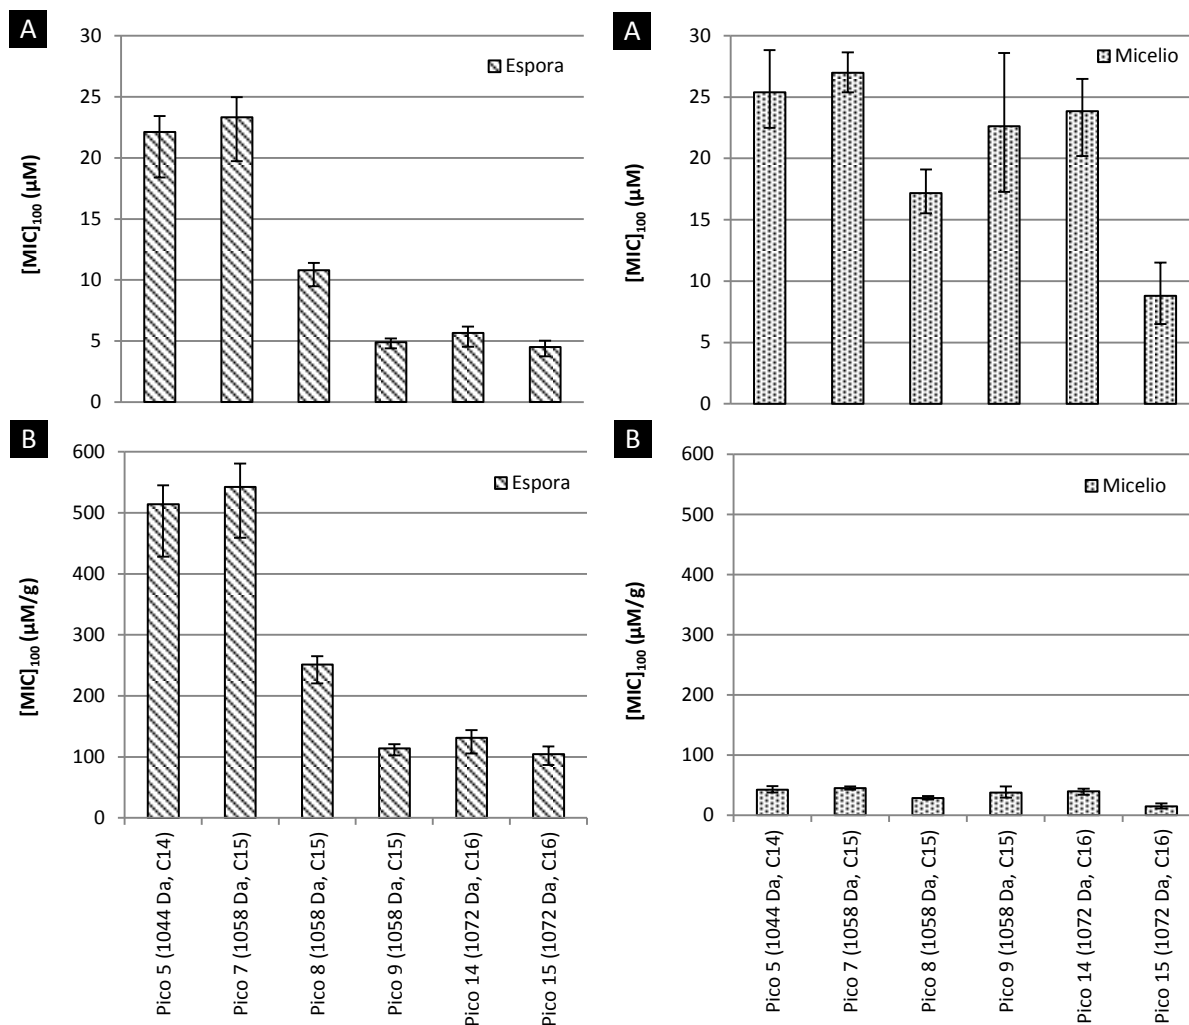 A
30
25
20
15
10
5
0
[MIC]100 (µM)
Espora
A
30
25
20
15
10
5
0
[MIC]100 (µM)
Micelio
B
600
500
400
300
200
100
0
[MIC]100 (µM/g)
Espora
Pico 5 (1044 Da, C14)
Pico 7 (1058 Da, C15)
Pico 8 (1058 Da, C15)
Pico 9 (1058 Da, C15)
Pico 14 (1072 Da, C16)
Pico 15 (1072 Da, C16)
B
600
500
400
300
200
100
0
[MIC]100 (µM/g)
Micelio
Pico 5 (1044 Da, C14)
Pico 7 (1058 Da, C15)
Pico 8 (1058 Da, C15)
Pico 9 (1058 Da, C15)
Pico 14 (1072 Da, C16)
Pico 15 (1072 Da, C16)